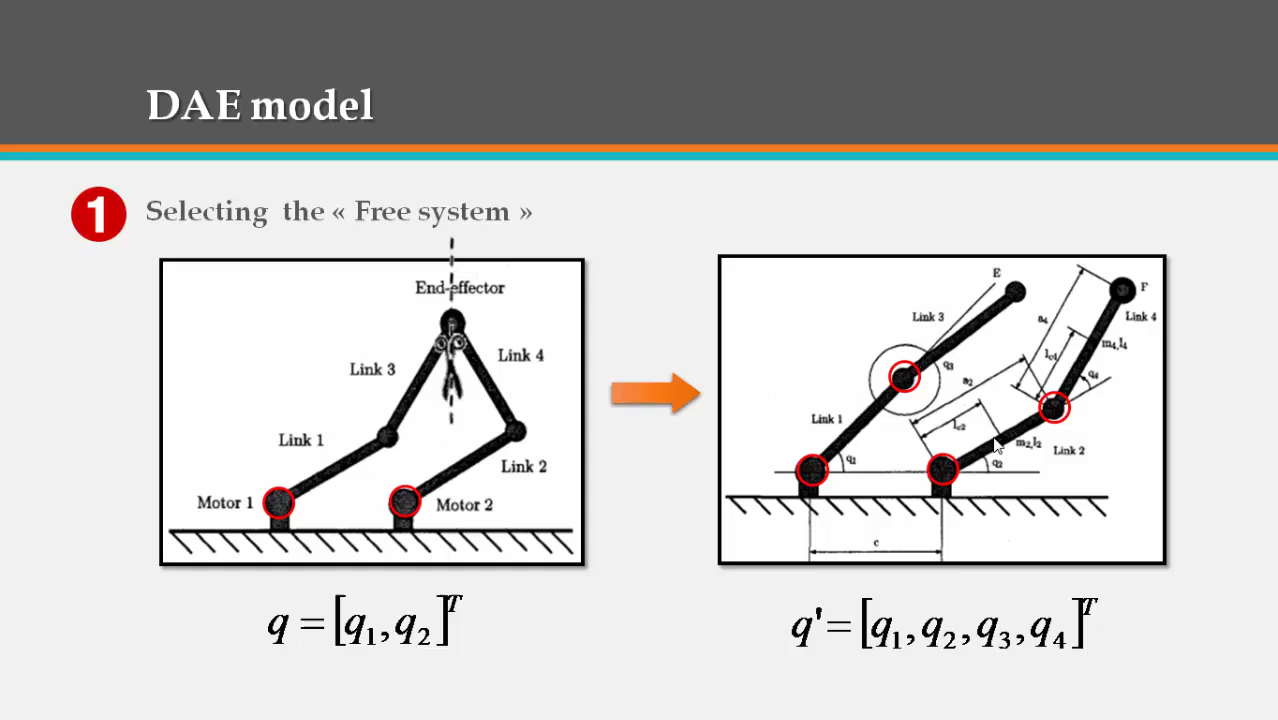 DAE model
1 Selecting the « Free system »
End-effector
Link 3
Link 4
Link 1
Link 2
Motor 1
Motor 2
q = [q₁, q₂]ᵀ
E
F
Link 3
Link 4
a₄
lc₄
m₄,I₄
q₃
q₄
a₂
Link 1
lc₂
m₂,I₂
Link 2
q₁
q₂
c
q' = [q₁, q₂, q₃, q₄]ᵀ